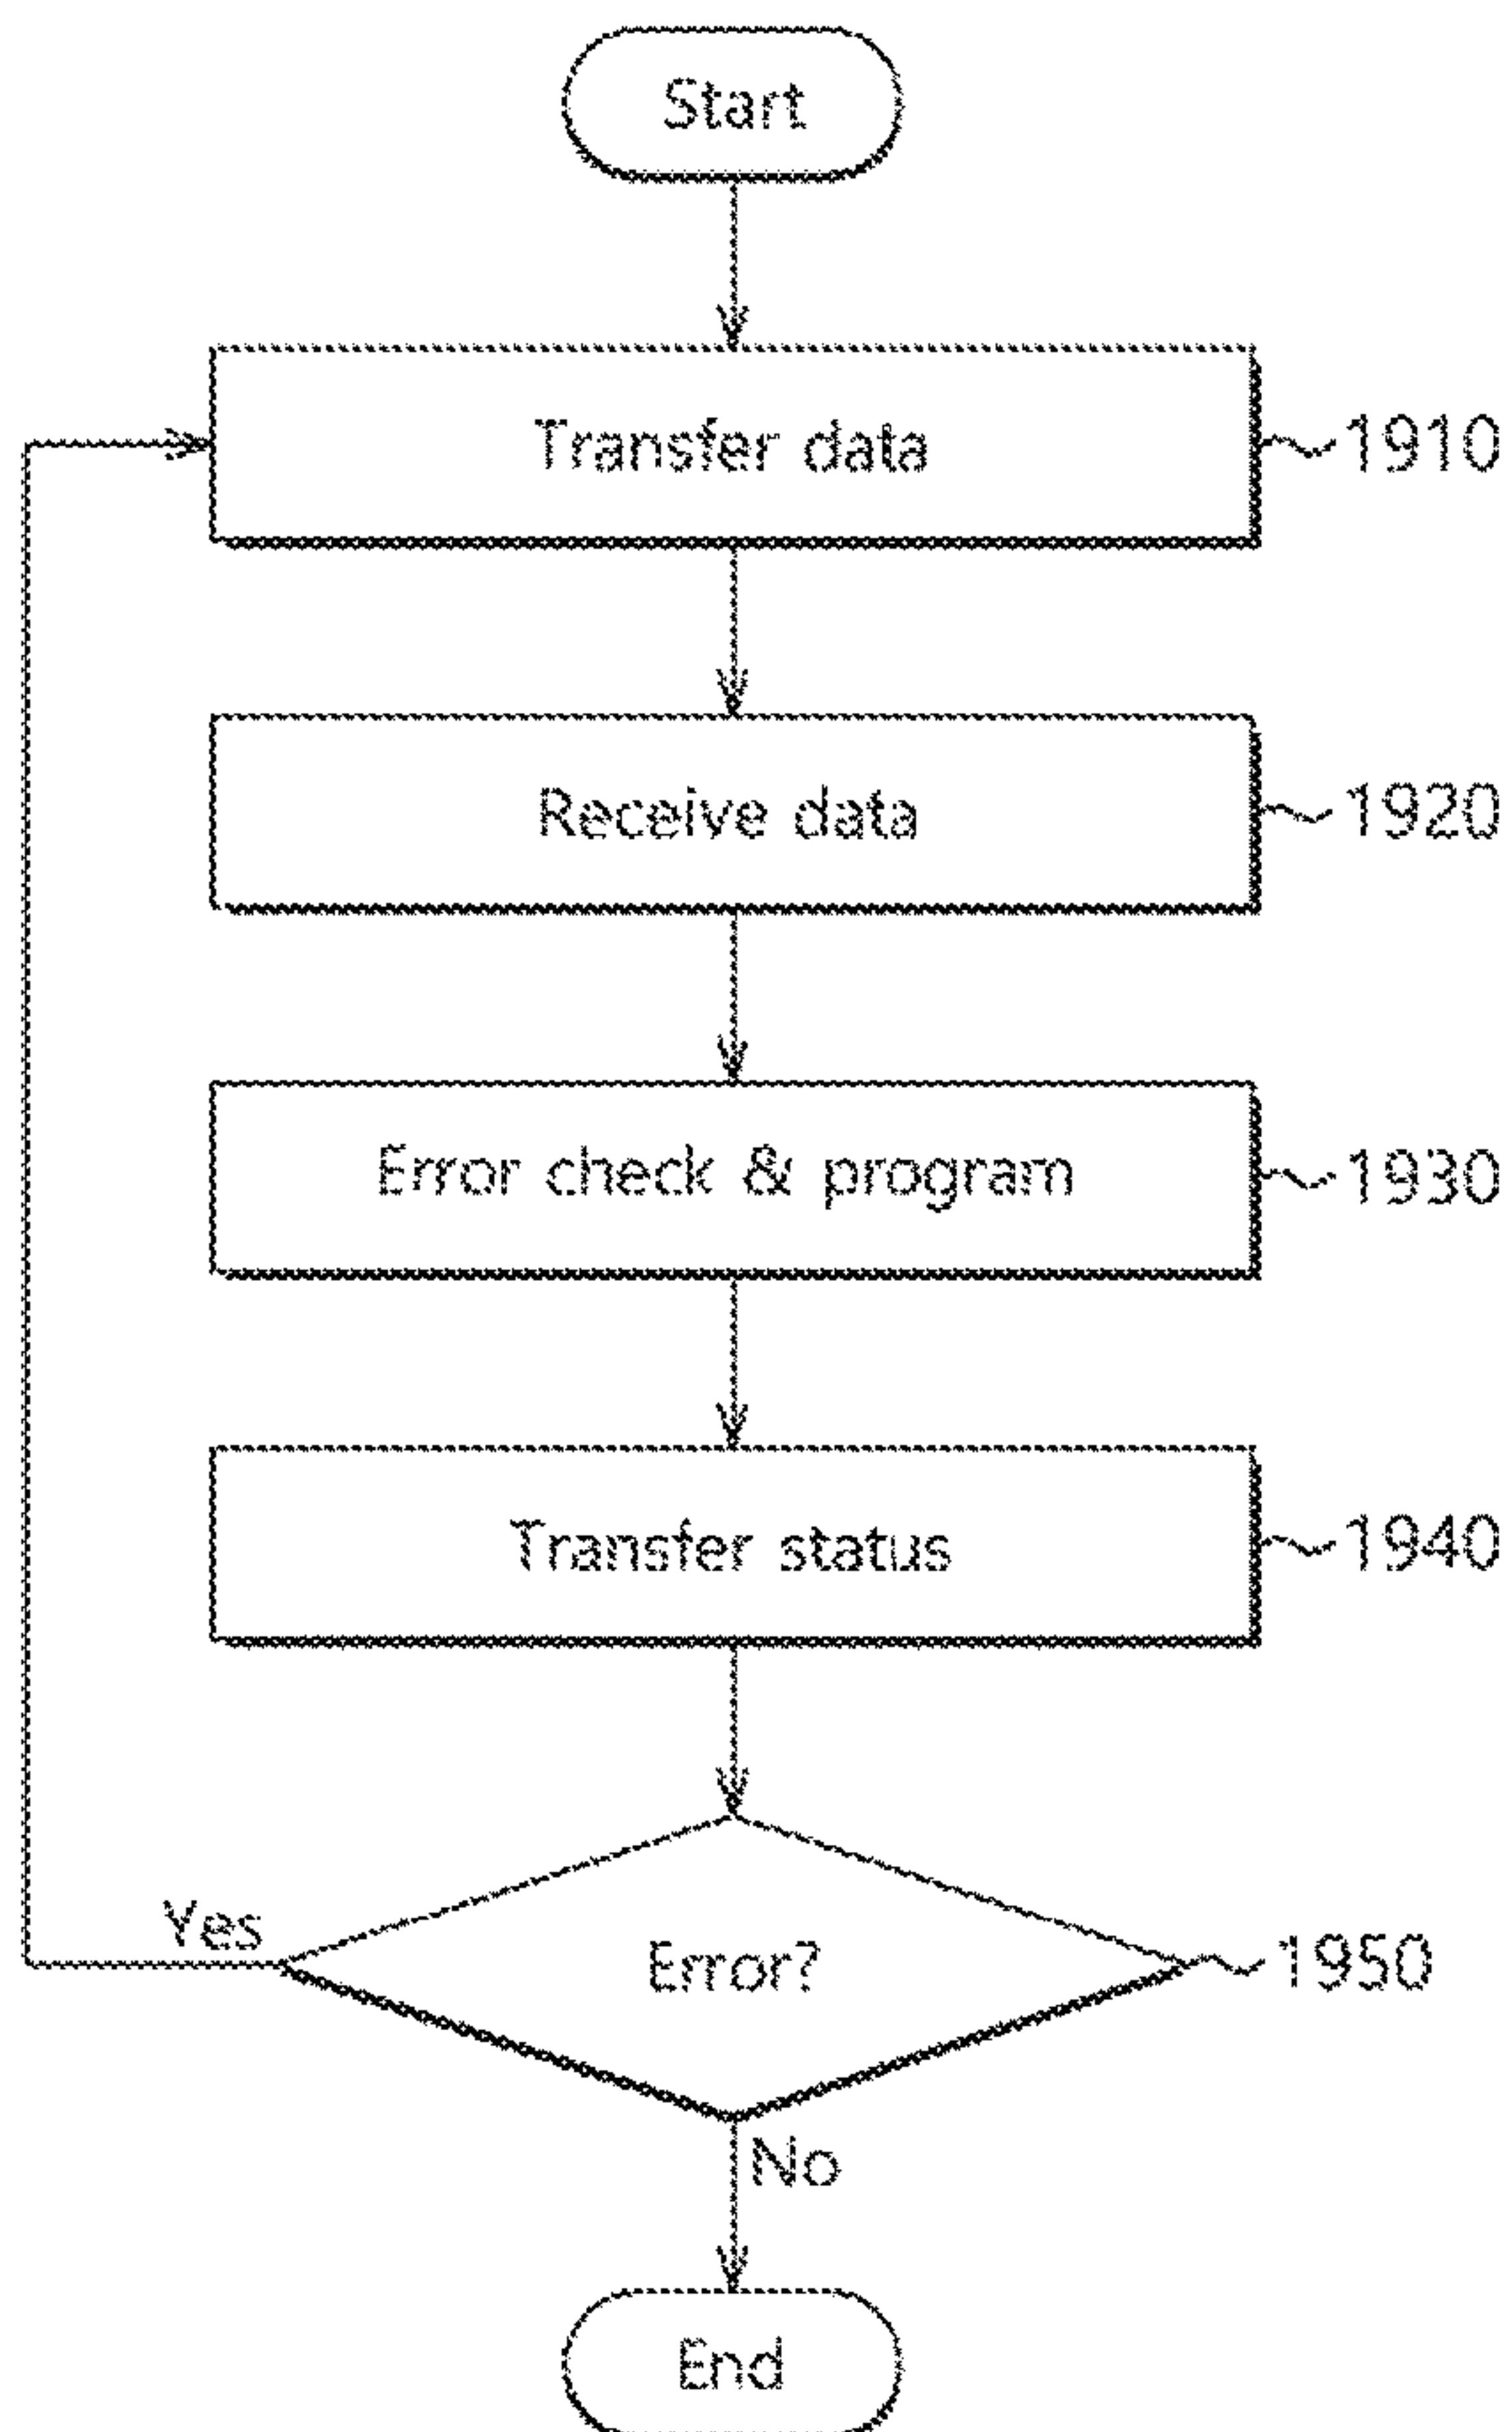 Start
Transfer data
1910
Receive data
1920
Error check & program
1930
Transfer status
1940
Yes
Error?
1950
No
End